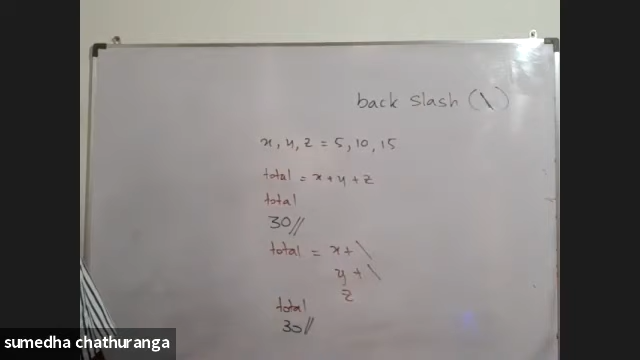 back slash (\)
x, y, z = 5, 10, 15
total = x + y + z
total
30//
total = x + \
y + \
z
total
30//
sumedha chathuranga